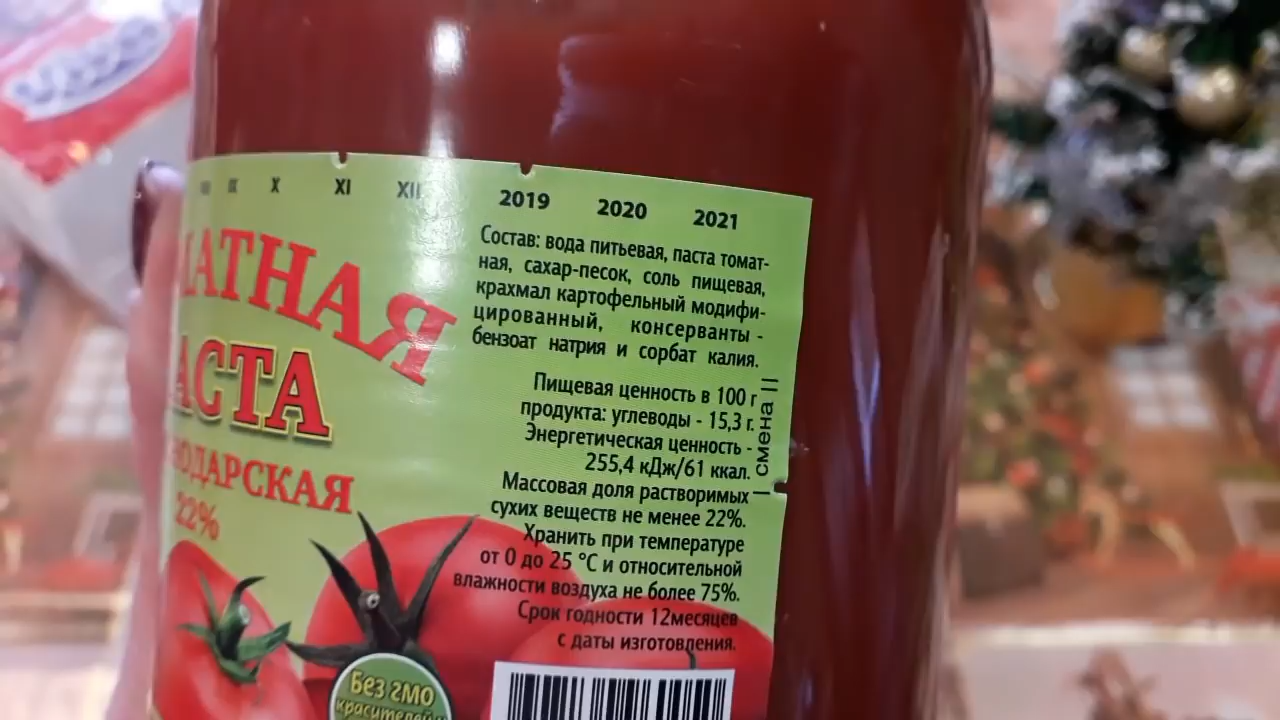 IX X XI XII 2019 2020 2021
АТНАЯ
АСТА
ОДАРСКАЯ
22%
Состав: вода питьевая, паста томат-
ная, сахар-песок, соль пищевая,
крахмал картофельный модифи-
цированный, консерванты -
бензоат натрия и сорбат калия.
Пищевая ценность в 100 г
продукта: углеводы - 15,3 г.
Энергетическая ценность -
255,4 кДж/61 ккал.
Массовая доля растворимых
сухих веществ не менее 22%.
Хранить при температуре
от 0 до 25 °С и относительной
влажности воздуха не более 75%.
Срок годности 12месяцев
с даты изготовления.
I смена II
Без гмо
красителей и